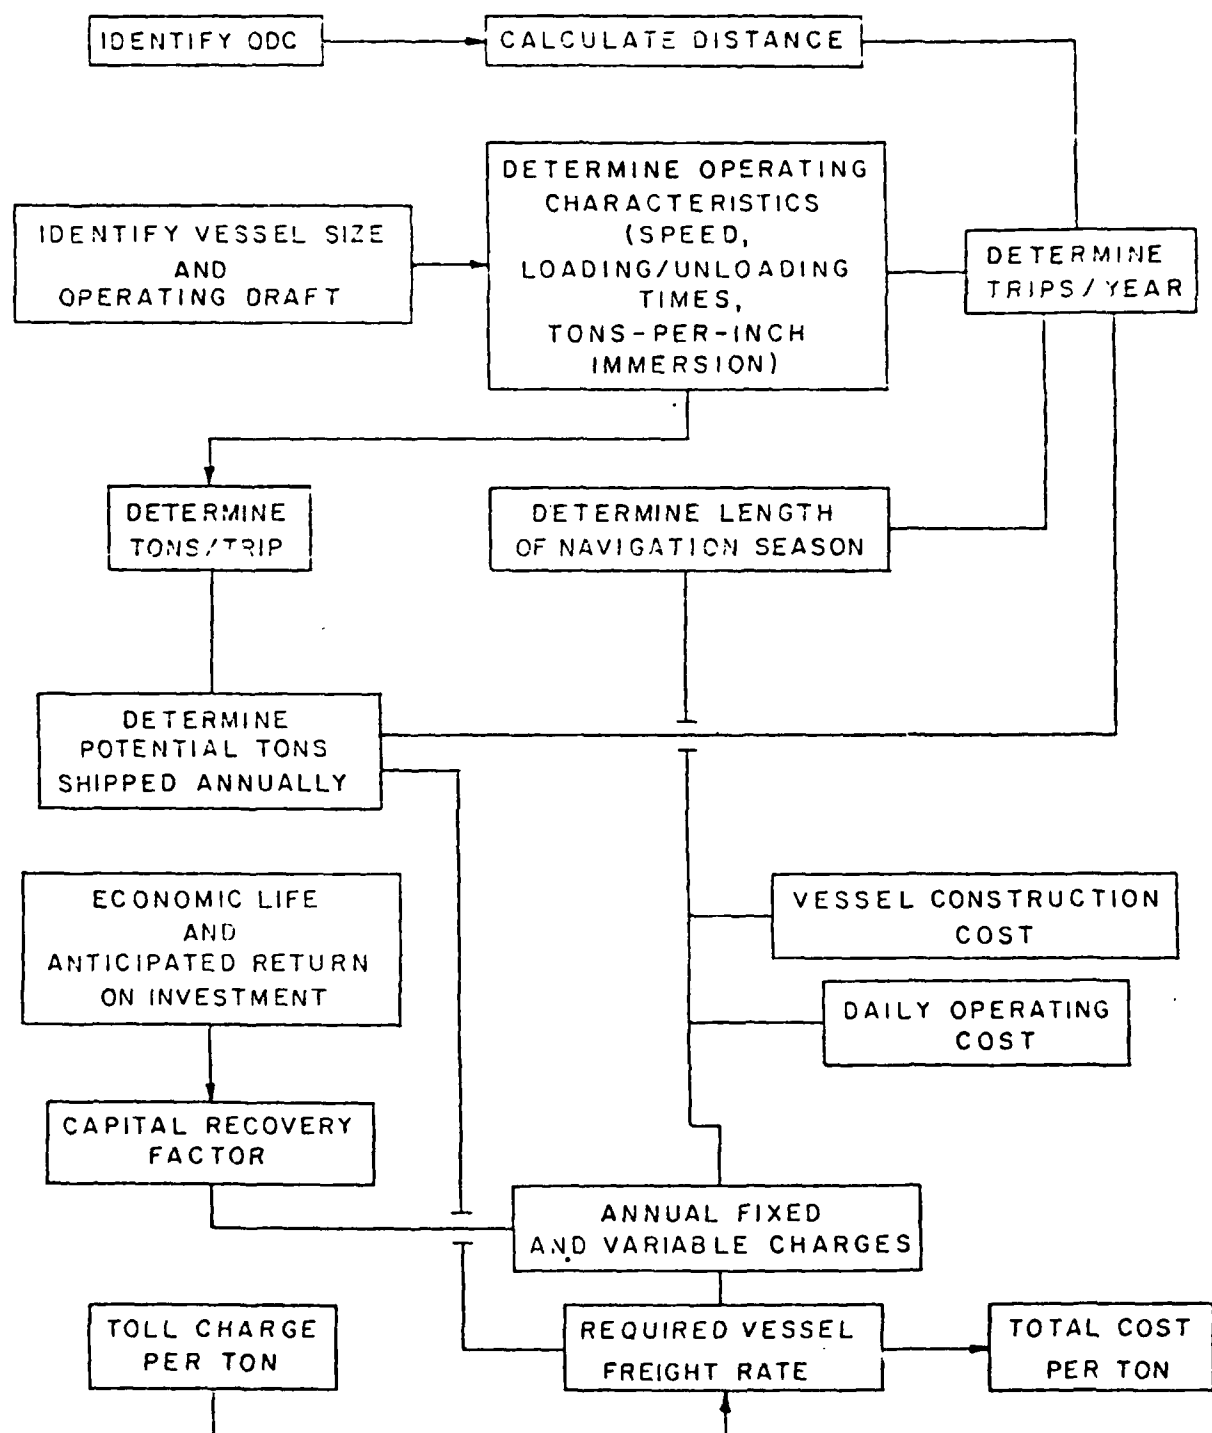 IDENTIFY ODC
CALCULATE DISTANCE
DETERMINE OPERATING
CHARACTERISTICS
(SPEED,
LOADING/UNLOADING
TIMES,
TONS-PER-INCH
IMMERSION)
IDENTIFY VESSEL SIZE
AND
OPERATING DRAFT
DETERMINE
TRIPS/YEAR
DETERMINE
TONS/TRIP
DETERMINE LENGTH
OF NAVIGATION SEASON
DETERMINE
POTENTIAL TONS
SHIPPED ANNUALLY
ECONOMIC LIFE
AND
ANTICIPATED RETURN
ON INVESTMENT
VESSEL CONSTRUCTION
COST
DAILY OPERATING
COST
CAPITAL RECOVERY
FACTOR
ANNUAL FIXED
AND VARIABLE CHARGES
TOLL CHARGE
PER TON
REQUIRED VESSEL
FREIGHT RATE
TOTAL COST
PER TON